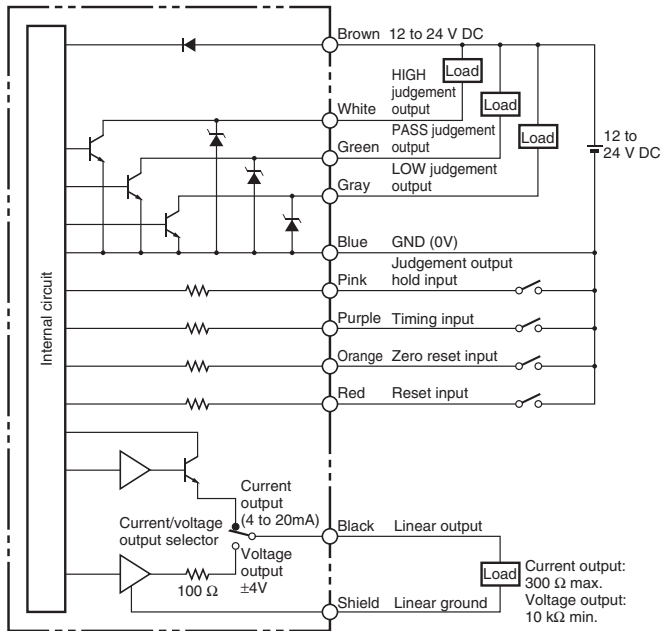 Brown 12 to 24 V DC
HIGH
judgement
output
Load
White
PASS judgement
output
Load
Green
LOW judgement
output
Load
Gray
12 to
24 V DC
Blue GND (0V)
Judgement output
hold input
Pink
Purple Timing input
Orange Zero reset input
Red Reset input
Internal circuit
Current
output
(4 to 20mA)
Current/voltage
output selector
Voltage
output
±4V
100 Ω
Black Linear output
Load
Current output:
300 Ω max.
Voltage output:
10 kΩ min.
Shield Linear ground